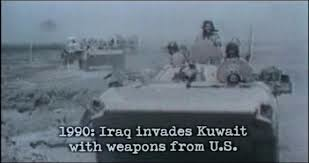 1990: Iraq invades Kuwait
with weapons from U.S.